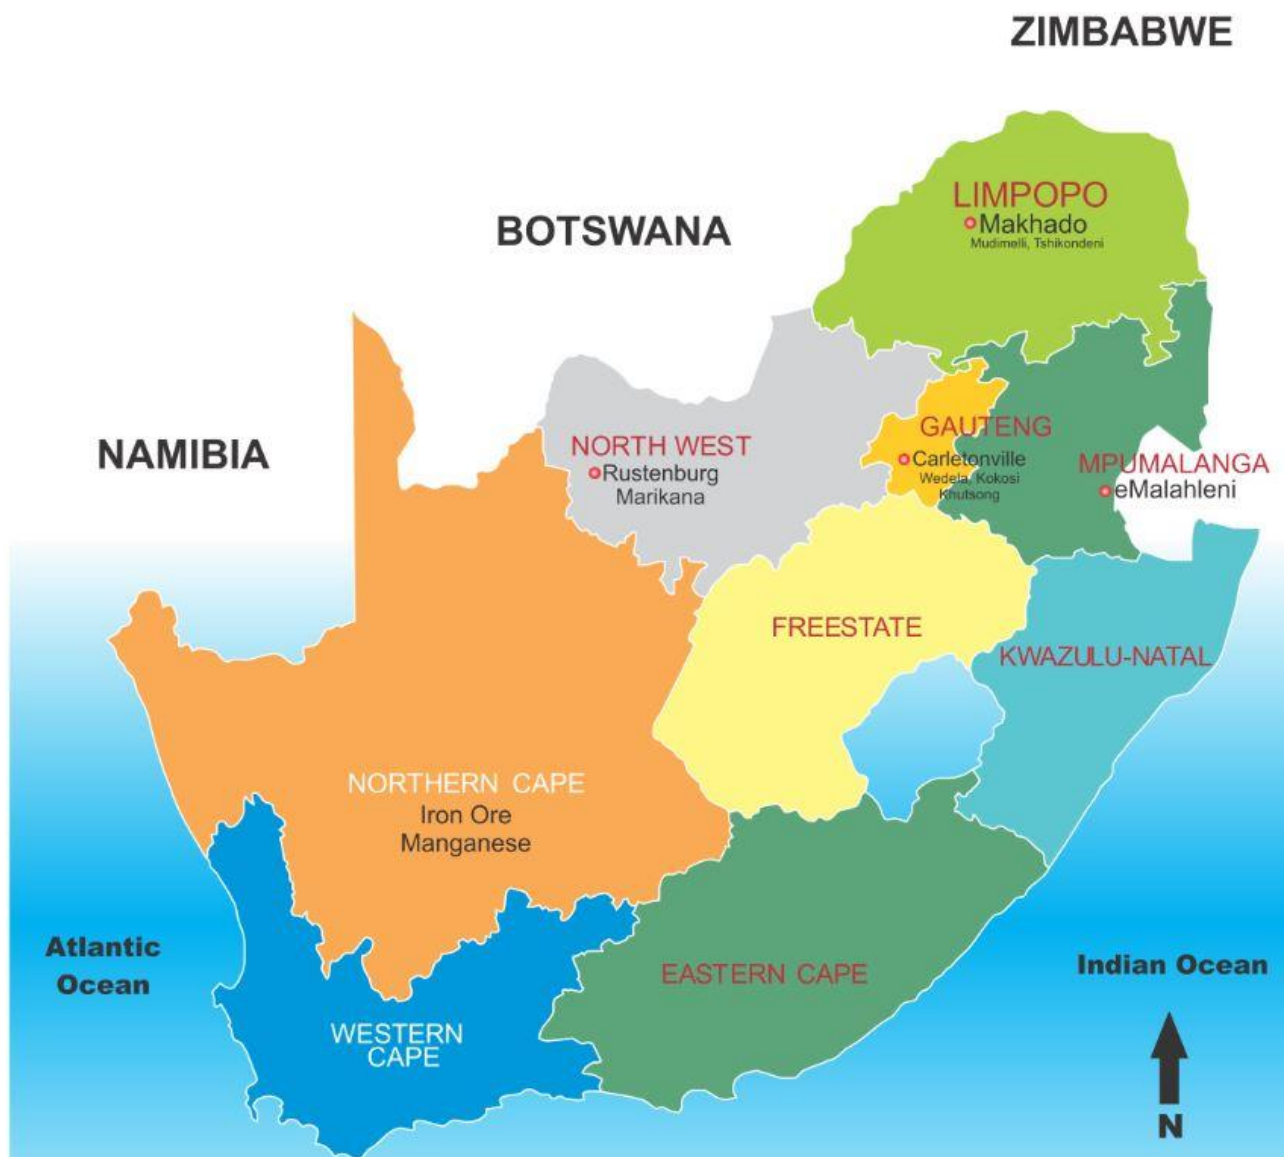 ZIMBABWE
LIMPOPO
Makhado
Mudimelli, Tshikondeni
BOTSWANA
NAMIBIA
NORTH WEST
Rustenburg
Marikana
GAUTENG
Carletonville
Wedela, Kokosi
Khutsong
MPUMALANGA
eMalahleni
FREESTATE
KWAZULU-NATAL
NORTHERN CAPE
Iron Ore
Manganese
Atlantic
Ocean
EASTERN CAPE
Indian Ocean
WESTERN
CAPE
N